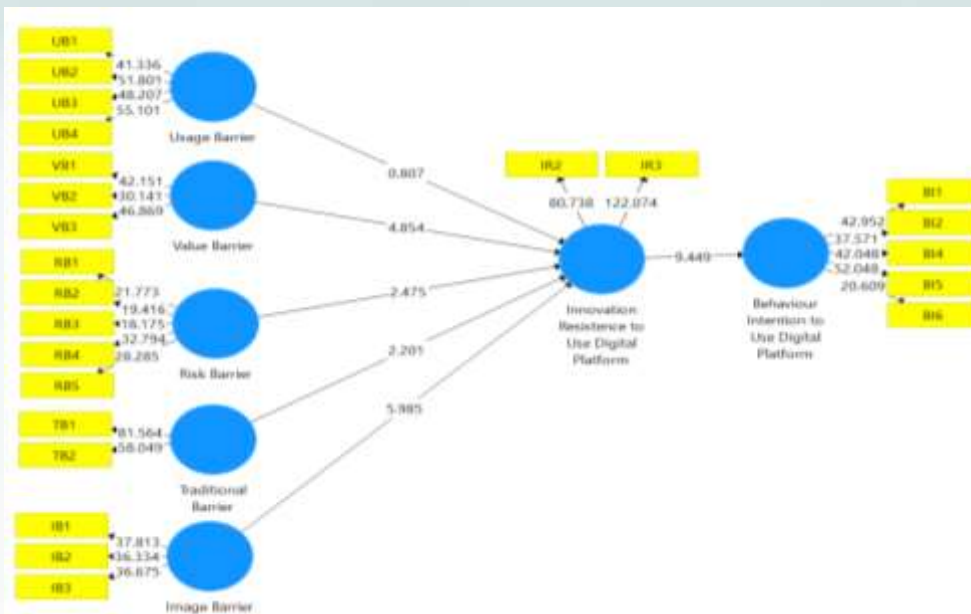 UB1
UB2
UB3
UB4
41.336
51.801
48.207
55.101
Usage Barrier
VB1
VB2
VB3
42.151
30.141
46.869
Value Barrier
RB1
RB2
RB3
RB4
RB5
21.773
19.416
18.175
32.794
28.285
Risk Barrier
TB1
TB2
81.564
58.049
Traditional
Barrier
IB1
IB2
IB3
37.813
36.334
36.675
Image Barrier
0.807
4.854
2.475
2.201
5.985
IR2
IR3
80.738
122.074
Innovation
Resistence to
Use Digital
Platform
9.449
Behaviour
Intention to
Use Digital
Platform
42.952
37.571
42.048
52.048
20.609
BI1
BI2
BI4
BI5
BI6